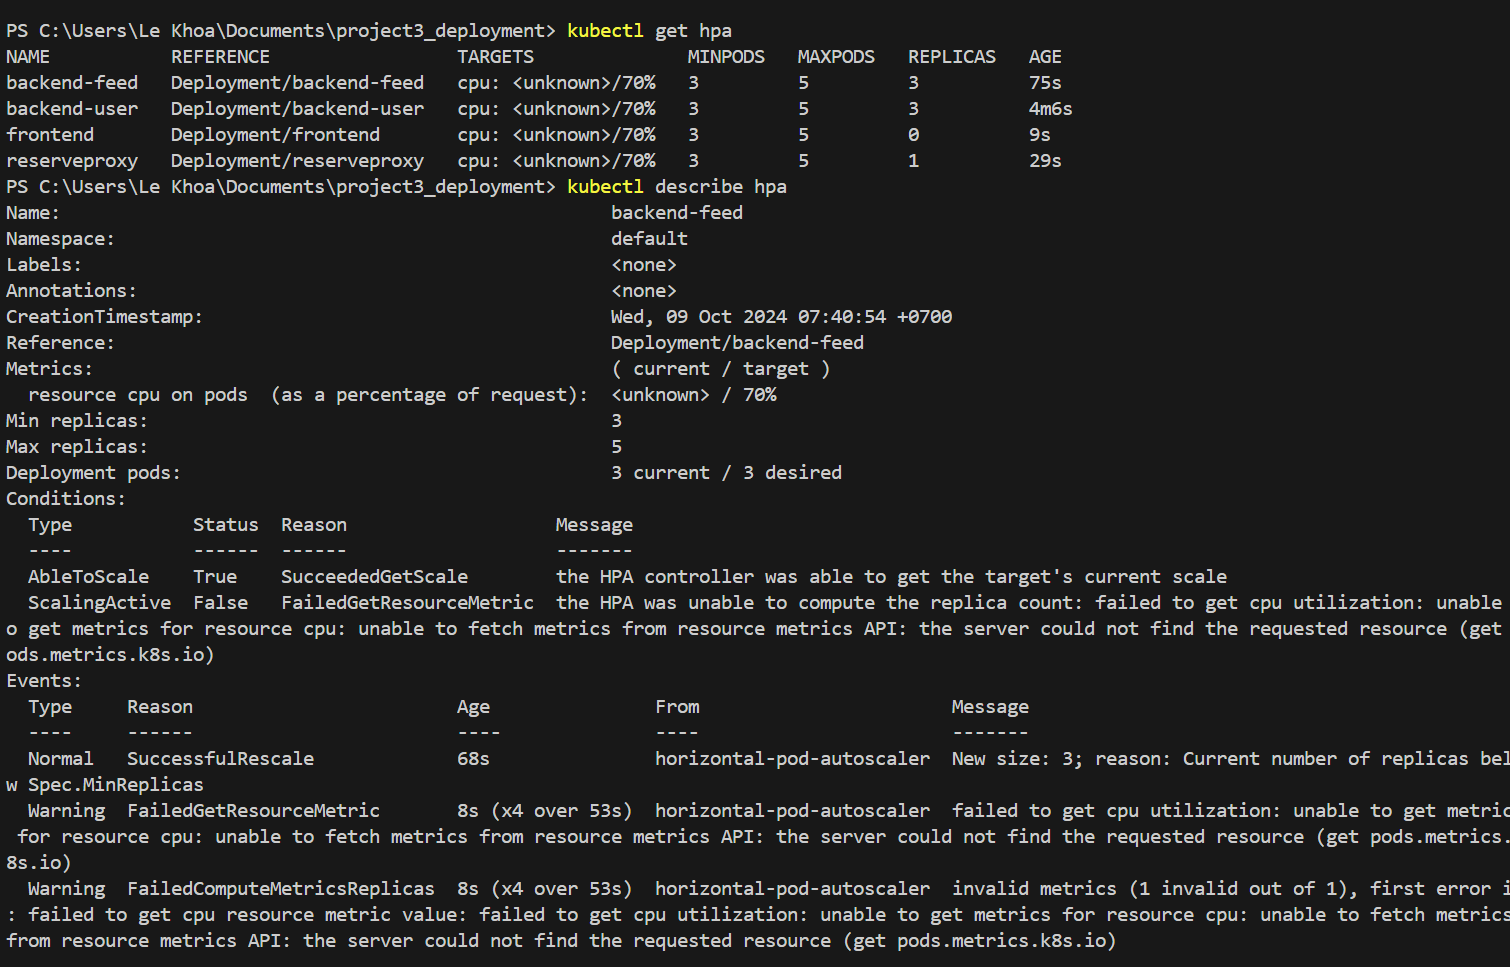 PS C:\Users\Le Khoa\Documents\project3_deployment> kubectl get hpa
NAME REFERENCE TARGETS MINPODS MAXPODS REPLICAS AGE
backend-feed Deployment/backend-feed cpu: <unknown>/70% 3 5 3 75s
backend-user Deployment/backend-user cpu: <unknown>/70% 3 5 3 4m6s
frontend Deployment/frontend cpu: <unknown>/70% 3 5 0 9s
reserveproxy Deployment/reserveproxy cpu: <unknown>/70% 3 5 1 29s
PS C:\Users\Le Khoa\Documents\project3_deployment> kubectl describe hpa
Name: backend-feed
Namespace: default
Labels: <none>
Annotations: <none>
CreationTimestamp: Wed, 09 Oct 2024 07:40:54 +0700
Reference: Deployment/backend-feed
Metrics: ( current / target )
resource cpu on pods (as a percentage of request): <unknown> / 70%
Min replicas: 3
Max replicas: 5
Deployment pods: 3 current / 3 desired
Conditions:
Type Status Reason Message
---- ------ ------ -------
AbleToScale True SucceededGetScale the HPA controller was able to get the target's current scale
ScalingActive False FailedGetResourceMetric the HPA was unable to compute the replica count: failed to get cpu utilization: unable
o get metrics for resource cpu: unable to fetch metrics from resource metrics API: the server could not find the requested resource (get
ods.metrics.k8s.io)
Events:
Type Reason Age From Message
---- ------ ---- ---- -------
Normal SuccessfulRescale 68s horizontal-pod-autoscaler New size: 3; reason: Current number of replicas bel
w Spec.MinReplicas
Warning FailedGetResourceMetric 8s (x4 over 53s) horizontal-pod-autoscaler failed to get cpu utilization: unable to get metric
for resource cpu: unable to fetch metrics from resource metrics API: the server could not find the requested resource (get pods.metrics.
8s.io)
Warning FailedComputeMetricsReplicas 8s (x4 over 53s) horizontal-pod-autoscaler invalid metrics (1 invalid out of 1), first error i
: failed to get cpu resource metric value: failed to get cpu utilization: unable to get metrics for resource cpu: unable to fetch metrics
from resource metrics API: the server could not find the requested resource (get pods.metrics.k8s.io)